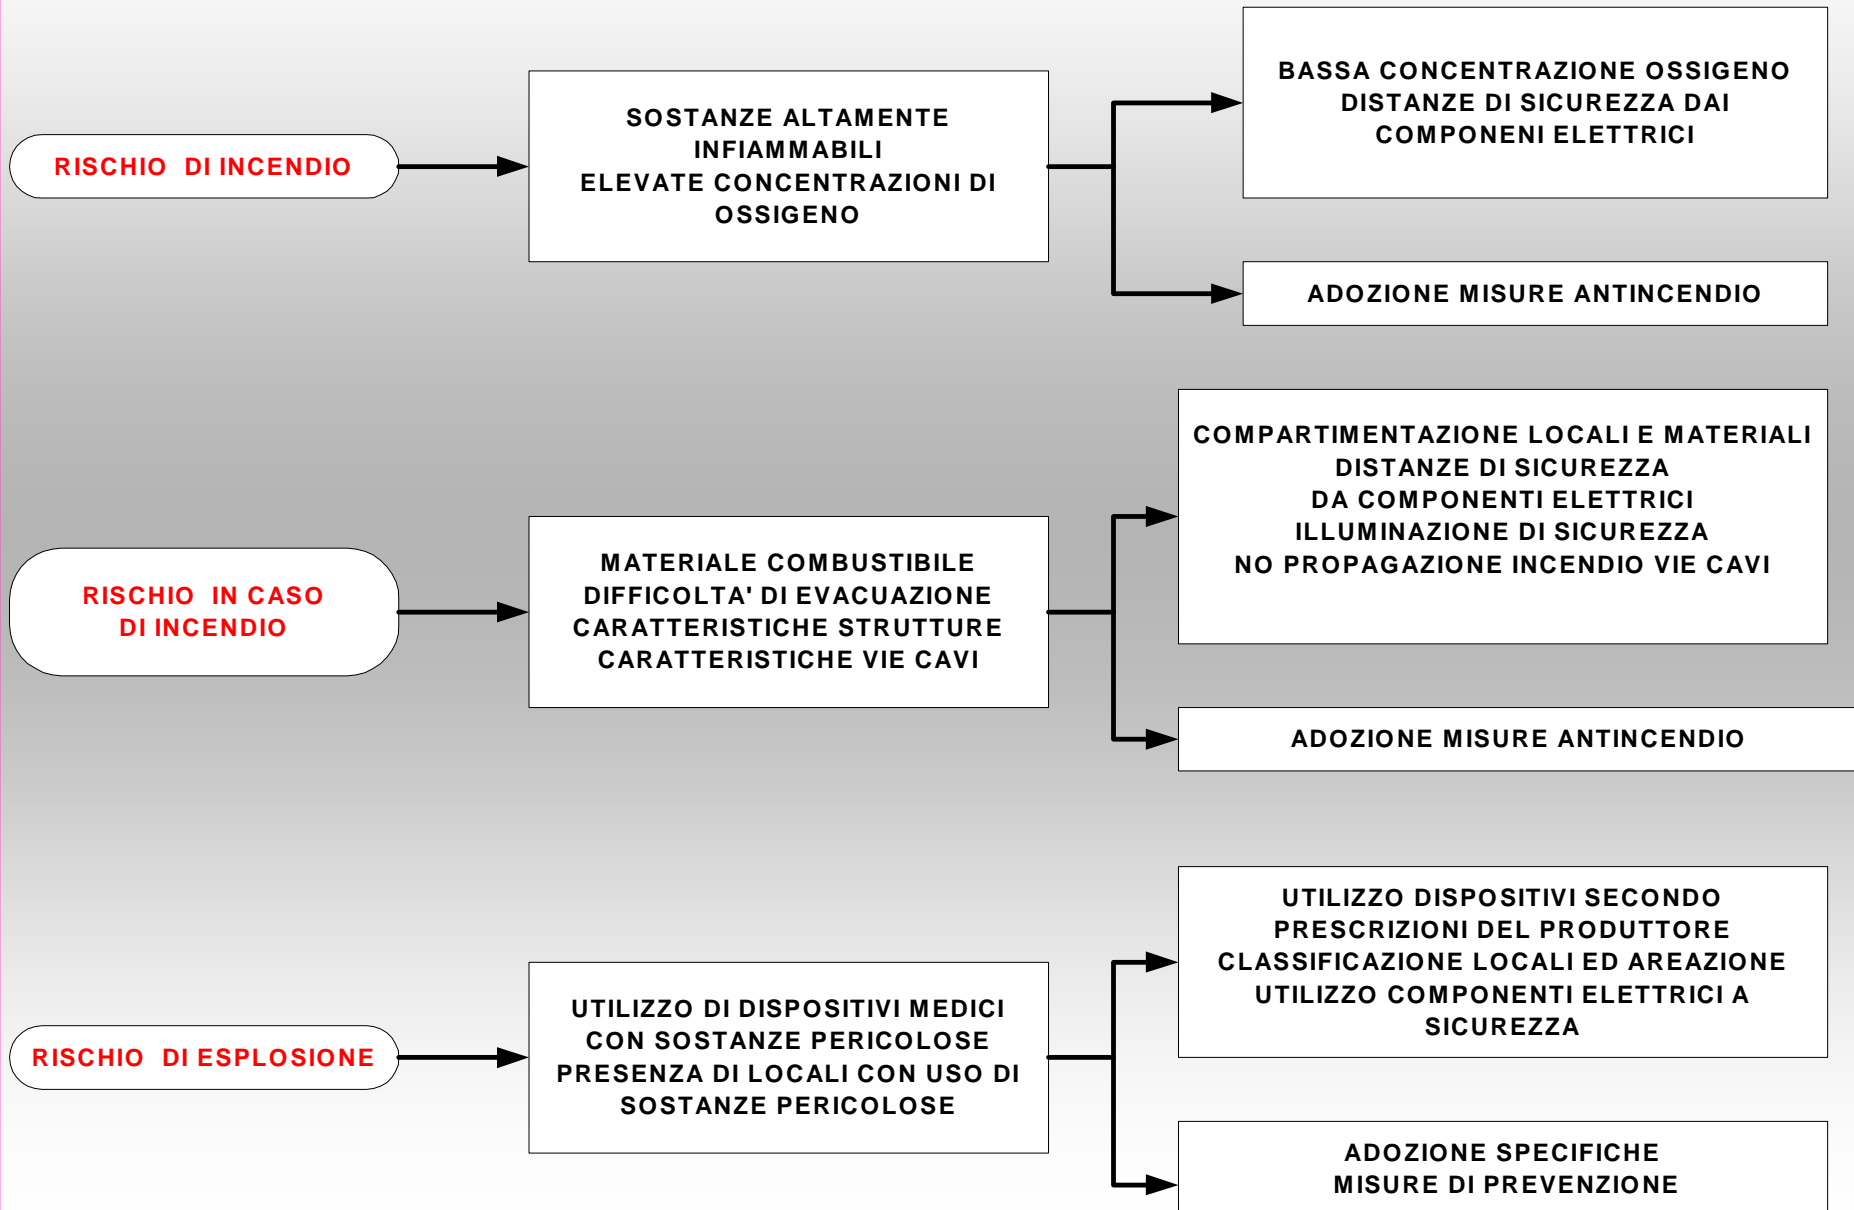 RISCHIO DI INCENDIO
SOSTANZE ALTAMENTE
INFIAMMABILI
ELEVATE CONCENTRAZIONI DI
OSSIGENO
BASSA CONCENTRAZIONE OSSIGENO
DISTANZE DI SICUREZZA DAI
COMPONENI ELETTRICI
ADOZIONE MISURE ANTINCENDIO
RISCHIO IN CASO
DI INCENDIO
MATERIALE COMBUSTIBILE
DIFFICOLTA' DI EVACUAZIONE
CARATTERISTICHE STRUTTURE
CARATTERISTICHE VIE CAVI
COMPARTIMENTAZIONE LOCALI E MATERIALI
DISTANZE DI SICUREZZA
DA COMPONENTI ELETTRICI
ILLUMINAZIONE DI SICUREZZA
NO PROPAGAZIONE INCENDIO VIE CAVI
ADOZIONE MISURE ANTINCENDIO
RISCHIO DI ESPLOSIONE
UTILIZZO DI DISPOSITIVI MEDICI
CON SOSTANZE PERICOLOSE
PRESENZA DI LOCALI CON USO DI
SOSTANZE PERICOLOSE
UTILIZZO DISPOSITIVI SECONDO
PRESCRIZIONI DEL PRODUTTORE
CLASSIFICAZIONE LOCALI ED AREAZIONE
UTILIZZO COMPONENTI ELETTRICI A
SICUREZZA
ADOZIONE SPECIFICHE
MISURE DI PREVENZIONE